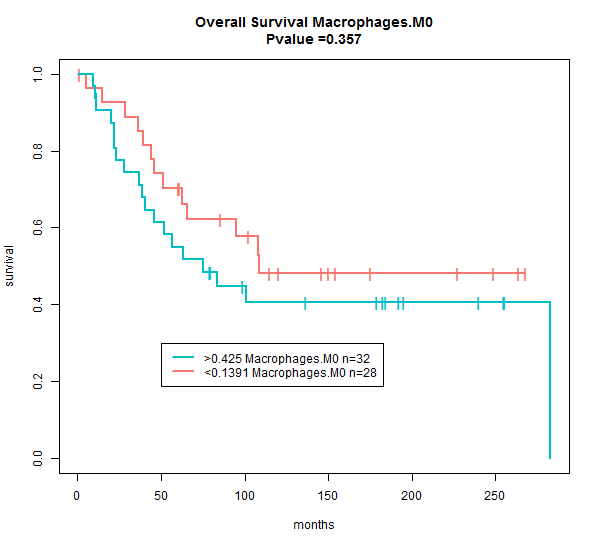 Overall Survival Macrophages.M0
Pvalue =0.357
survival
1.0
0.8
0.6
0.4
0.2
0.0
>0.425 Macrophages.M0 n=32
<0.1391 Macrophages.M0 n=28
0 50 100 150 200 250
months